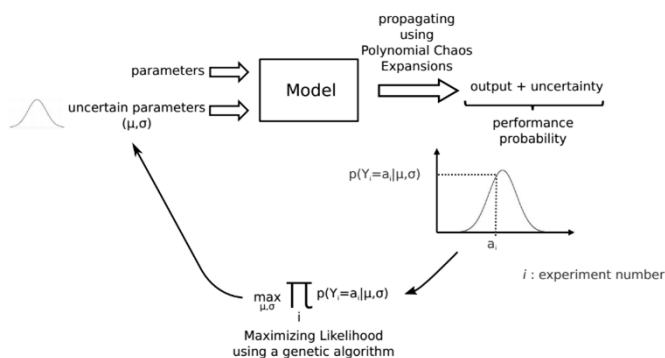 propagating
using
Polynomial Chaos
Expansions
parameters
Model
uncertain parameters
(μ,σ)
output + uncertainty
performance
probability
p(Yᵢ=aᵢ|μ,σ)
aᵢ
i : experiment number
max ∏ p(Yᵢ=aᵢ|μ,σ)
μ,σ i
Maximizing Likelihood
using a genetic algorithm